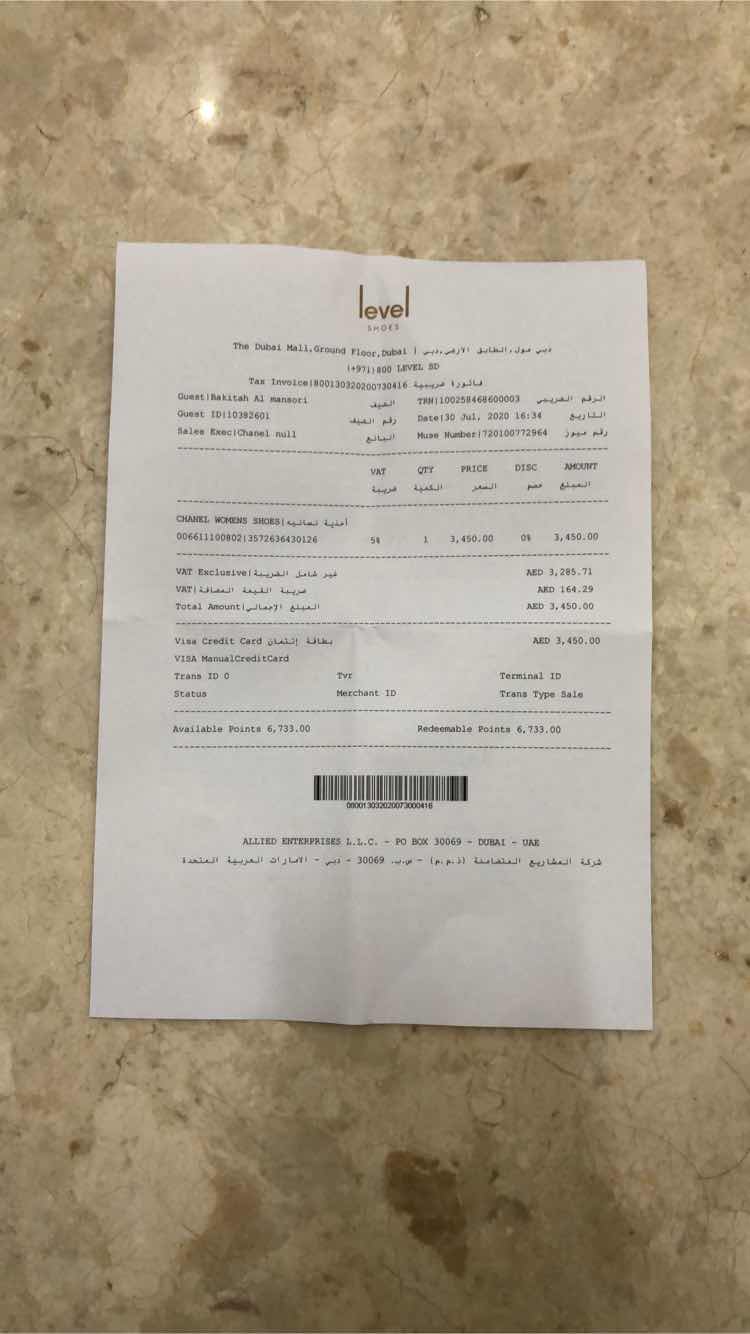 level
SHOES
The Dubai Mall,Ground Floor,Dubai | دبي مول,الطابق الارضي,دبي
(+971)800 LEVEL SD
Tax Invoice|800130320200730416 فاتورة ضريبية
Guest|Bakitah Al mansori الضيف TRN|100258468600003 الرقم الضريبي
Guest ID|10382601 رقم الضيف Date|30 Jul, 2020 16:34 التاريخ
Sales Exec|Chanel null البائع Muse Number|720100772964 رقم ميوز
VAT QTY PRICE DISC AMOUNT
ضريبة الكمية السعر خصم المبلغ
CHANEL WOMENS SHOES|أحذية نسائيه
006611100802|3572636430126 5% 1 3,450.00 0% 3,450.00
VAT Exclusive|غير شامل الضريبة AED 3,285.71
VAT|ضريبة القيمة المضافة AED 164.29
Total Amount|المبلغ الإجمالي AED 3,450.00
Visa Credit Card بطاقة إئتمان AED 3,450.00
VISA ManualCreditCard
Trans ID 0 Tvr Terminal ID
Status Merchant ID Trans Type Sale
Available Points 6,733.00 Redeemable Points 6,733.00
ALLIED ENTERPRISES L.L.C. - PO BOX 30069 - DUBAI - UAE
شركة المشاريع المتضامنة (ذ.م.م) - ص.ب. 30069 - دبي - الامارات العربية المتحدة